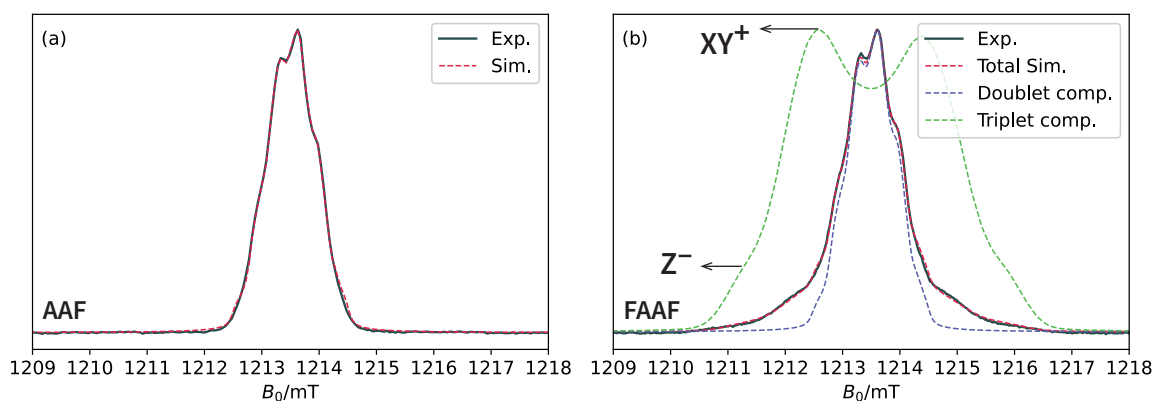 (a)
Exp.
Sim.
AAF
1209 1210 1211 1212 1213 1214 1215 1216 1217 1218
B₀/mT
(b)
XY⁺
Exp.
Total Sim.
Doublet comp.
Triplet comp.
Z⁻
FAAF
1209 1210 1211 1212 1213 1214 1215 1216 1217 1218
B₀/mT